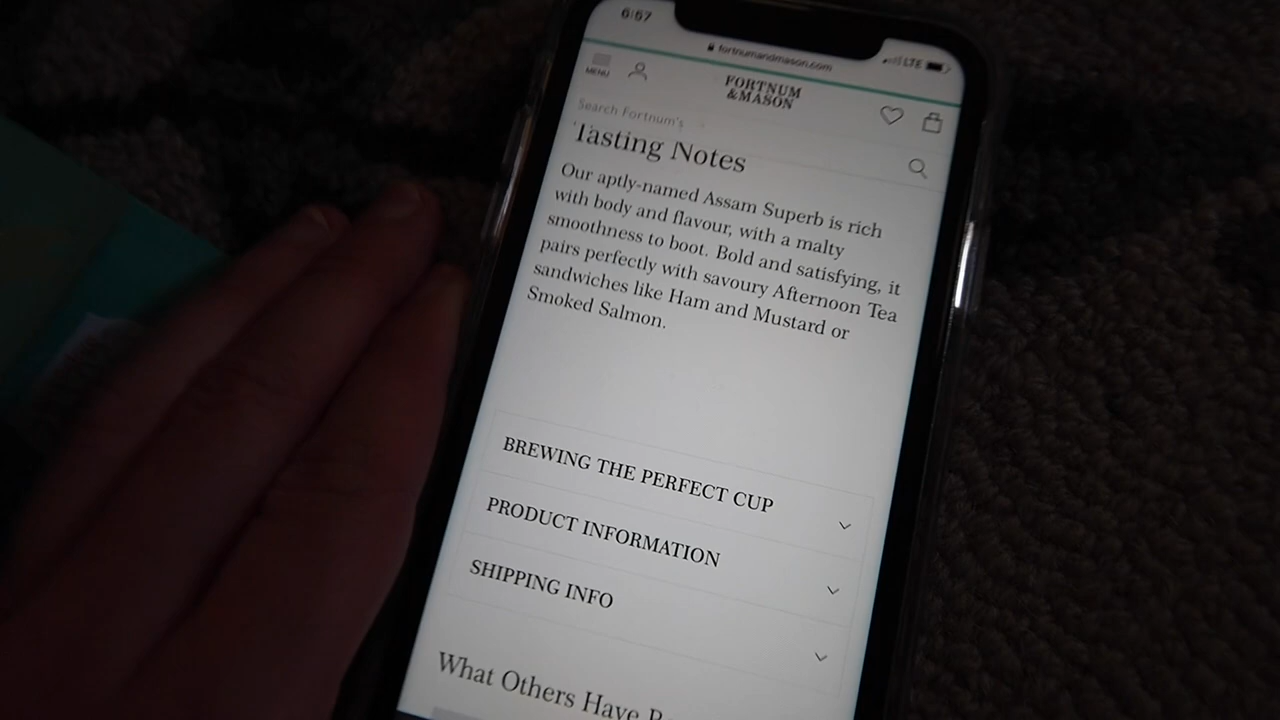 6:57
LTE
fortnumandmason.com
MENU
FORTNUM
&MASON
Search Fortnum's
Tasting Notes
Our aptly-named Assam Superb is rich
with body and flavour, with a malty
smoothness to boot. Bold and satisfying, it
pairs perfectly with savoury Afternoon Tea
sandwiches like Ham and Mustard or
Smoked Salmon.
BREWING THE PERFECT CUP
PRODUCT INFORMATION
SHIPPING INFO
What Others Have